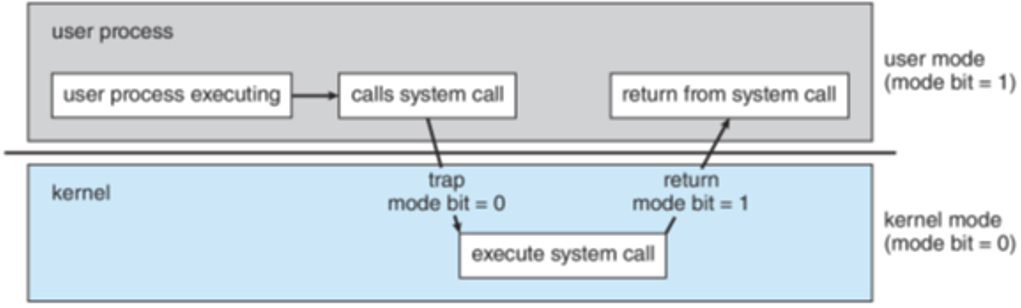 user process
user process executing
calls system call
return from system call
user mode
(mode bit = 1)
kernel
trap
mode bit = 0
return
mode bit = 1
execute system call
kernel mode
(mode bit = 0)